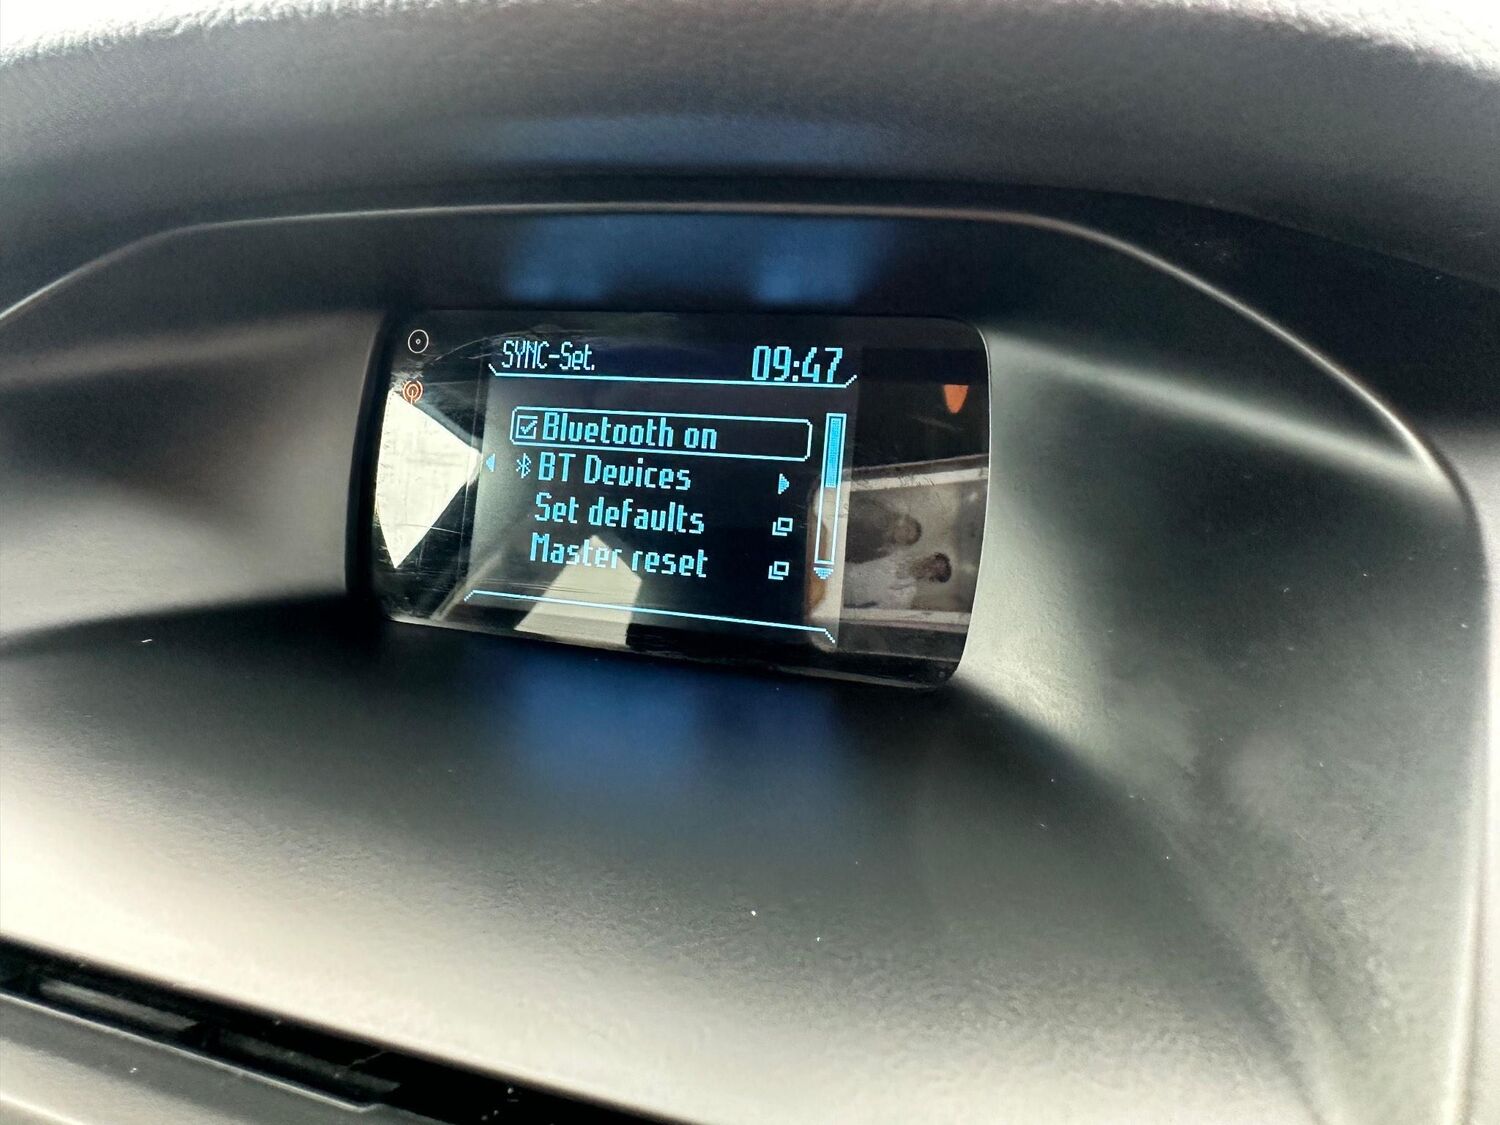 SYNC-Set.
09:47
Bluetooth on
BT Devices
Set defaults
Master reset